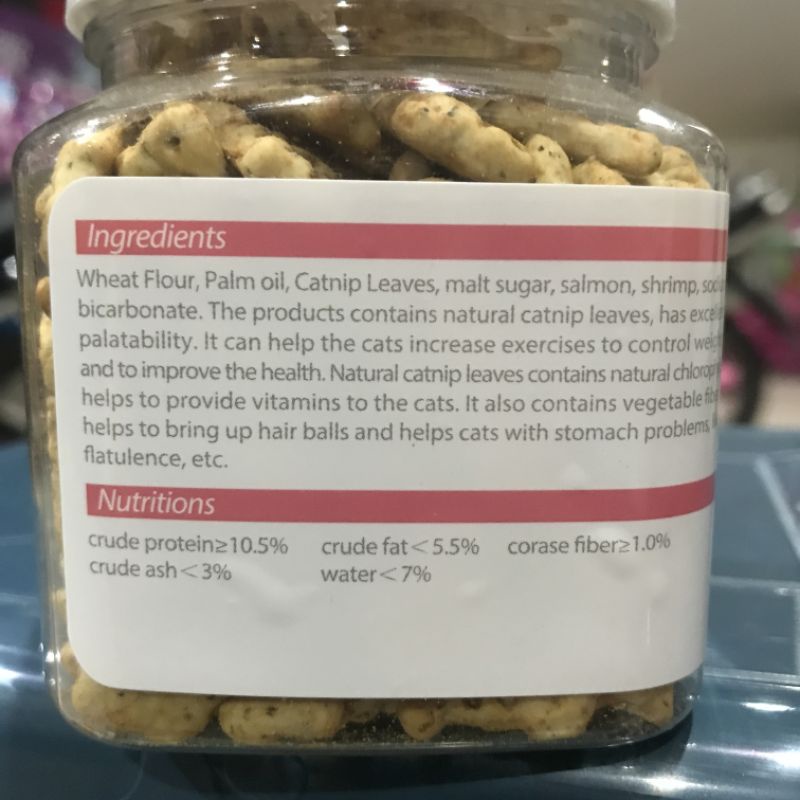 Ingredients
Wheat Flour, Palm oil, Catnip Leaves, malt sugar, salmon, shrimp,
bicarbonate. The products contains natural catnip leaves, has
palatability. It can help the cats increase exercises to control
and to improve the health. Natural catnip leaves contains natural
helps to provide vitamins to the cats. It also contains vegetable
helps to bring up hair balls and helps cats with stomach problems,
flatulence, etc.
Nutritions
crude protein≥10.5% crude fat<5.5% corase fiber≥1.0%
crude ash<3% water<7%